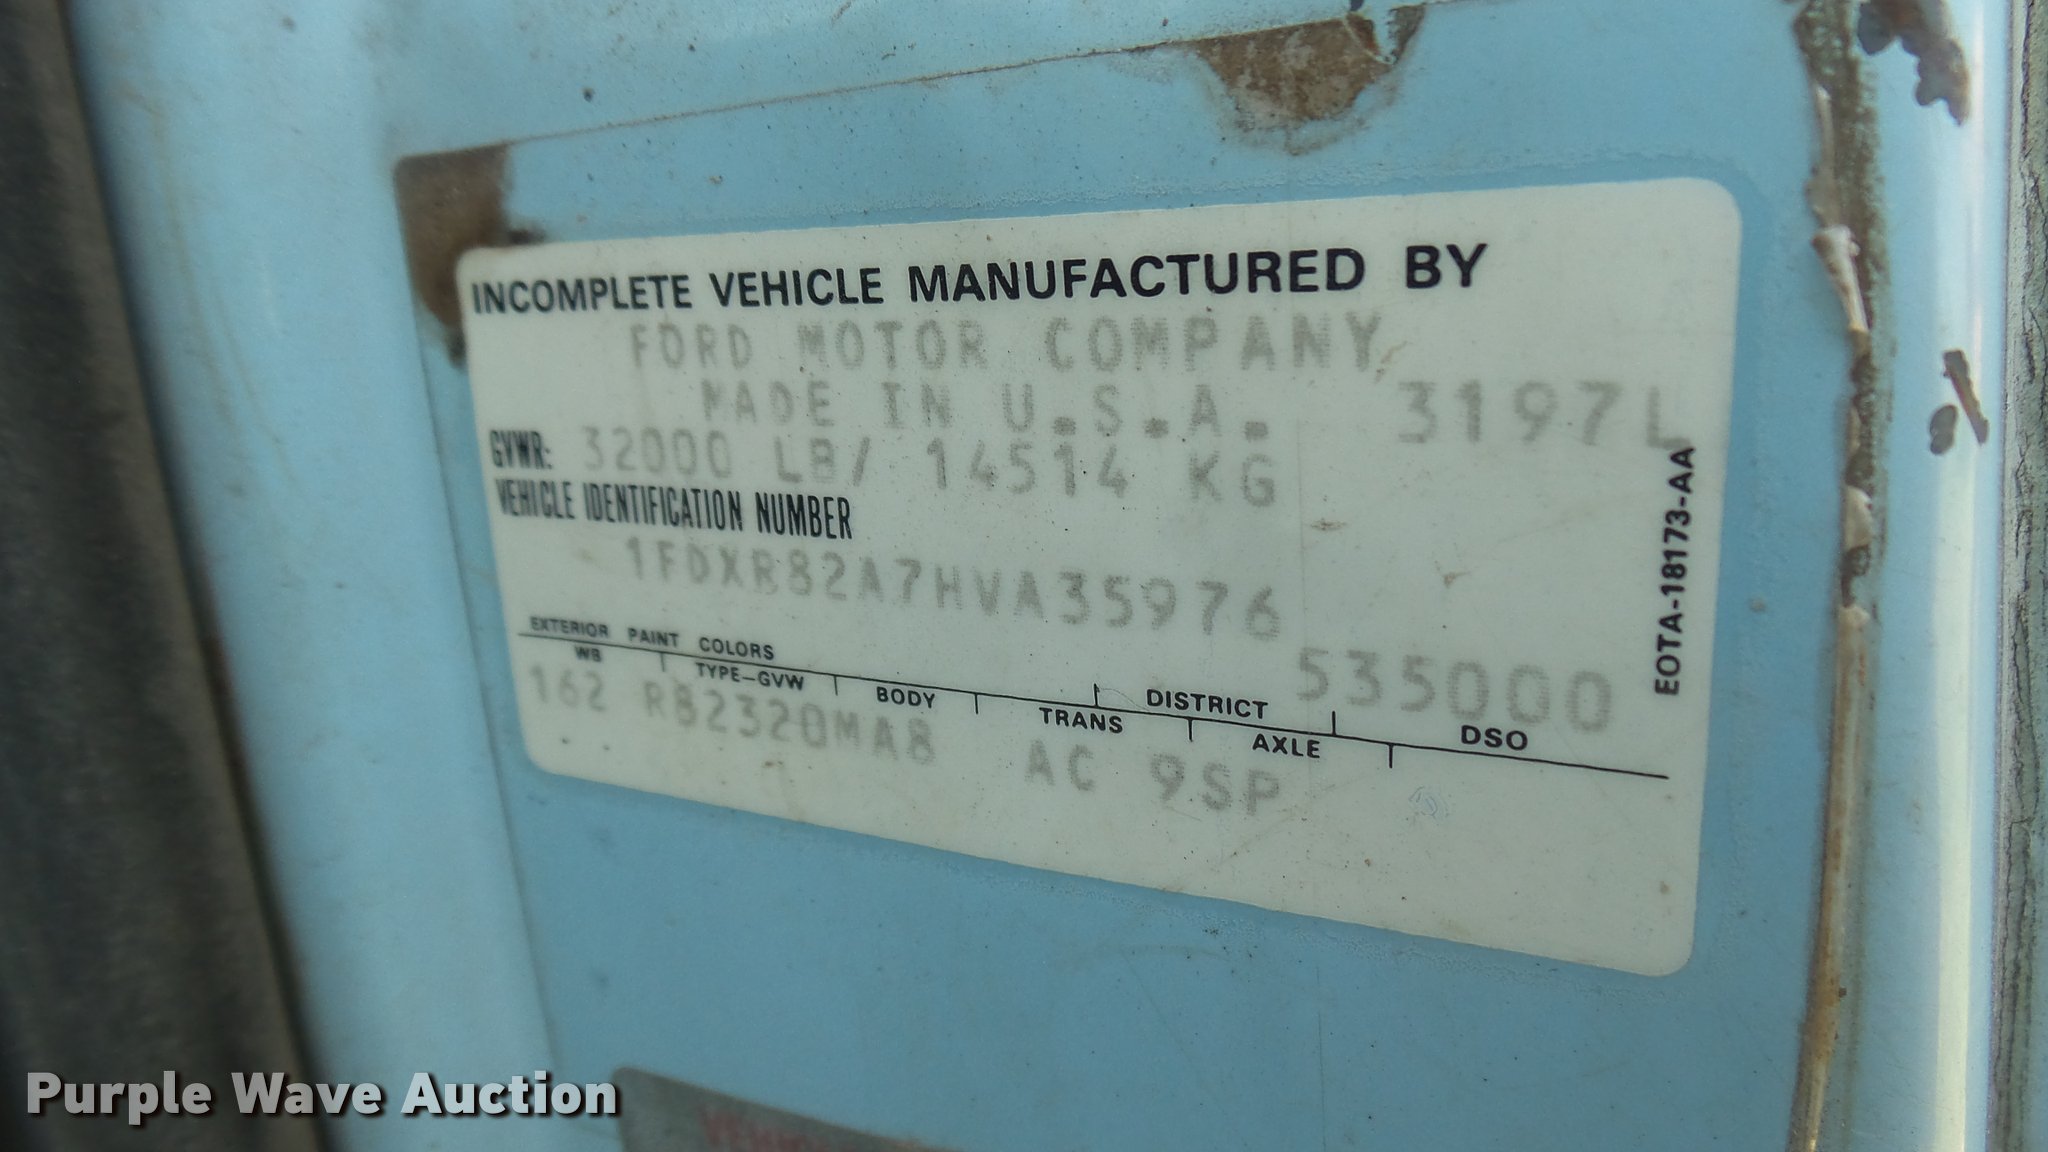 INCOMPLETE VEHICLE MANUFACTURED BY
FORD MOTOR COMPANY,
MADE IN U.S.A. 3197L
GVWR: 32000 LB/ 14514 KG
VEHICLE IDENTIFICATION NUMBER
1FDXR82A7HVA35976
EOTA-18173-AA
535000
EXTERIOR PAINT COLORS DISTRICT DSO
WB TYPE-GVW BODY TRANS AXLE
162 R82320MA8 AC 9SP
Purple Wave Auction